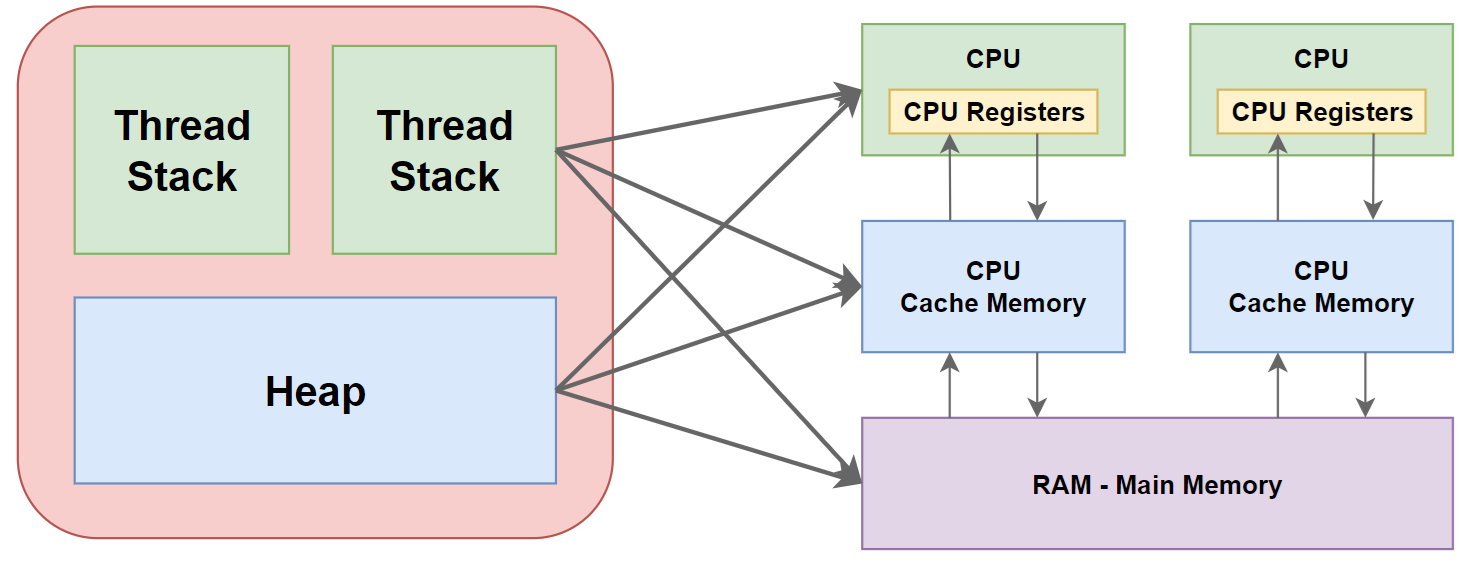 Thread
Stack
Thread
Stack
Heap
CPU
CPU Registers
CPU
CPU Registers
CPU
Cache Memory
CPU
Cache Memory
RAM - Main Memory